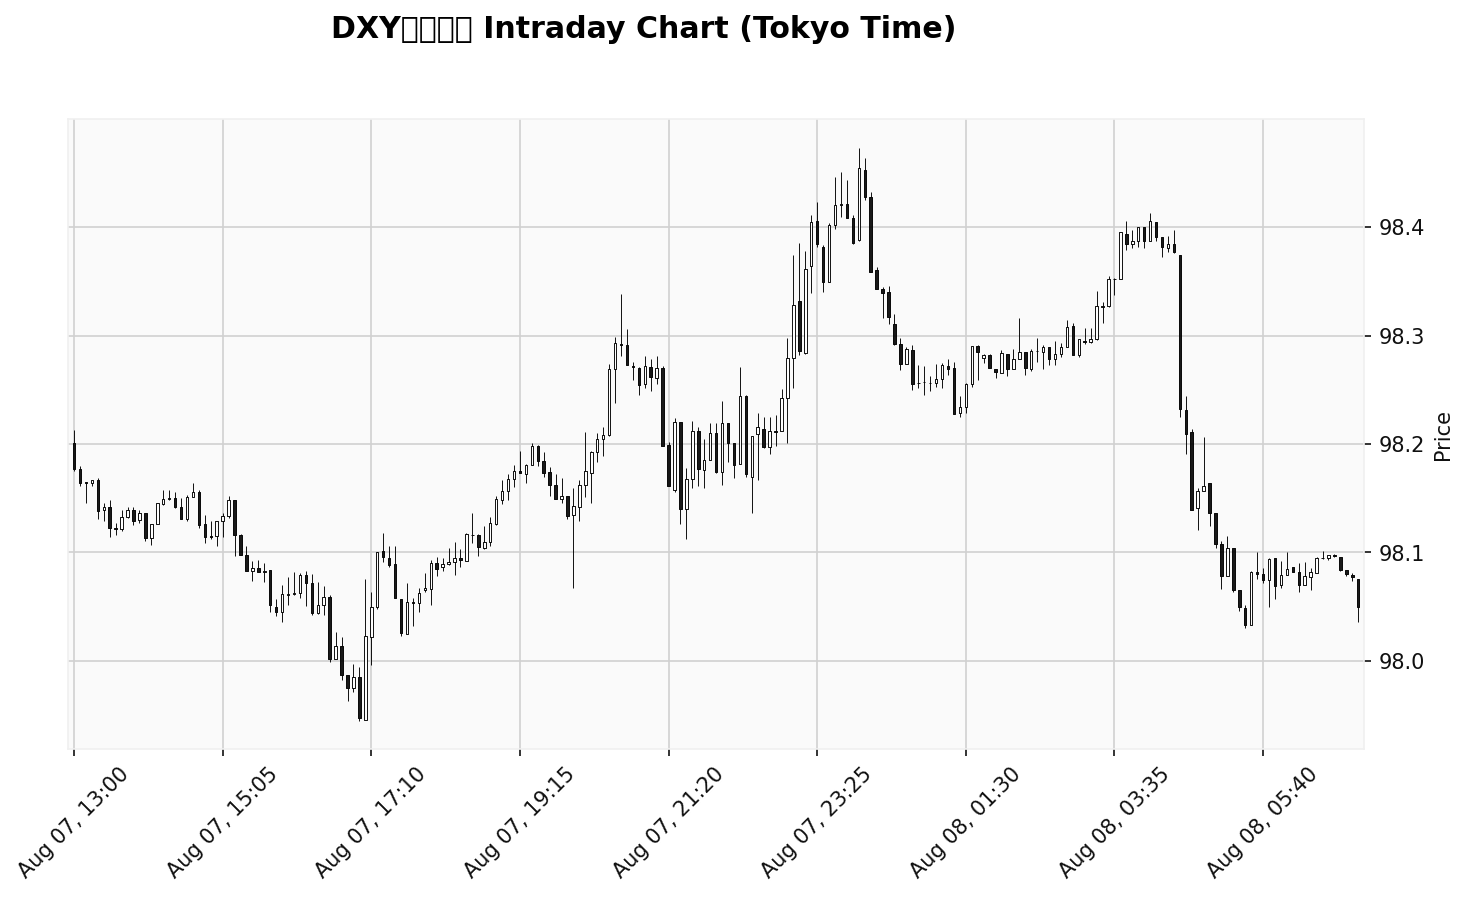 DXY Intraday Chart (Tokyo Time)
98.4
98.3
98.2
98.1
98.0
Price
Aug 07, 13:00
Aug 07, 15:05
Aug 07, 17:10
Aug 07, 19:15
Aug 07, 21:20
Aug 07, 23:25
Aug 08, 01:30
Aug 08, 03:35
Aug 08, 05:40